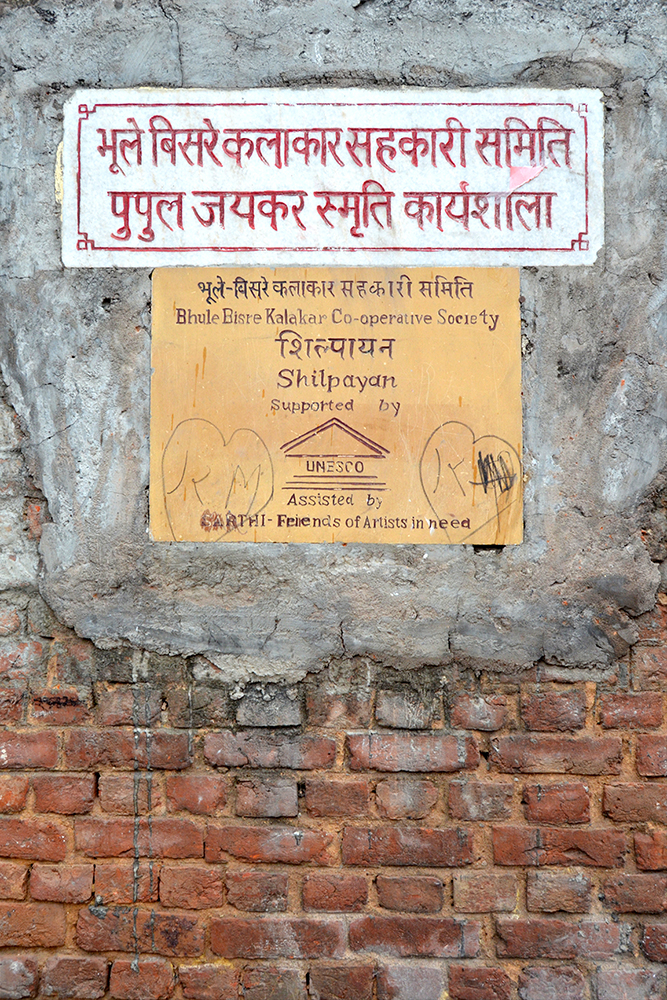 भूले बिसरे कलाकार सहकारी समिति
पुपुल जयकर स्मृति कार्यशाला
भूले-बिसरे कलाकार सहकारी समिति
Bhule Bisre Kalakar Co-operative Society
शिल्पायन
Shilpayan
Supported by
UNESCO
Assisted by
SARTHI - Friends of Artists in need
RM